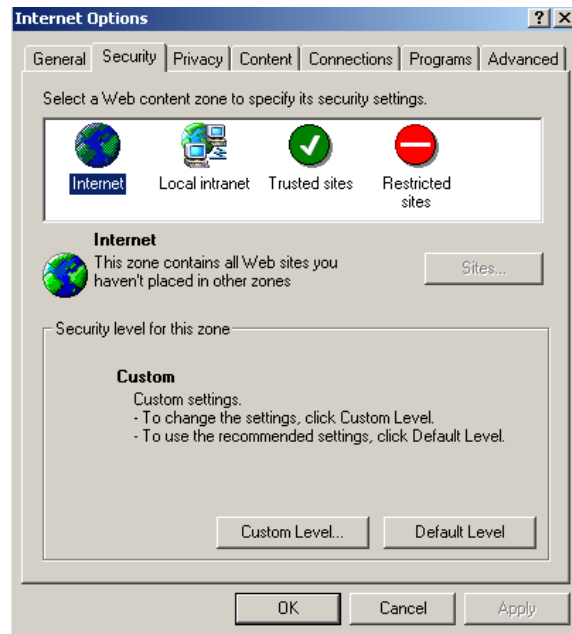 Internet Options
General Security Privacy Content Connections Programs Advanced
Select a Web content zone to specify its security settings.
Internet Local intranet Trusted sites Restricted
sites
Internet
This zone contains all Web sites you
haven't placed in other zones
Sites...
Security level for this zone
Custom
Custom settings.
- To change the settings, click Custom Level.
- To use the recommended settings, click Default Level.
Custom Level... Default Level
OK Cancel Apply